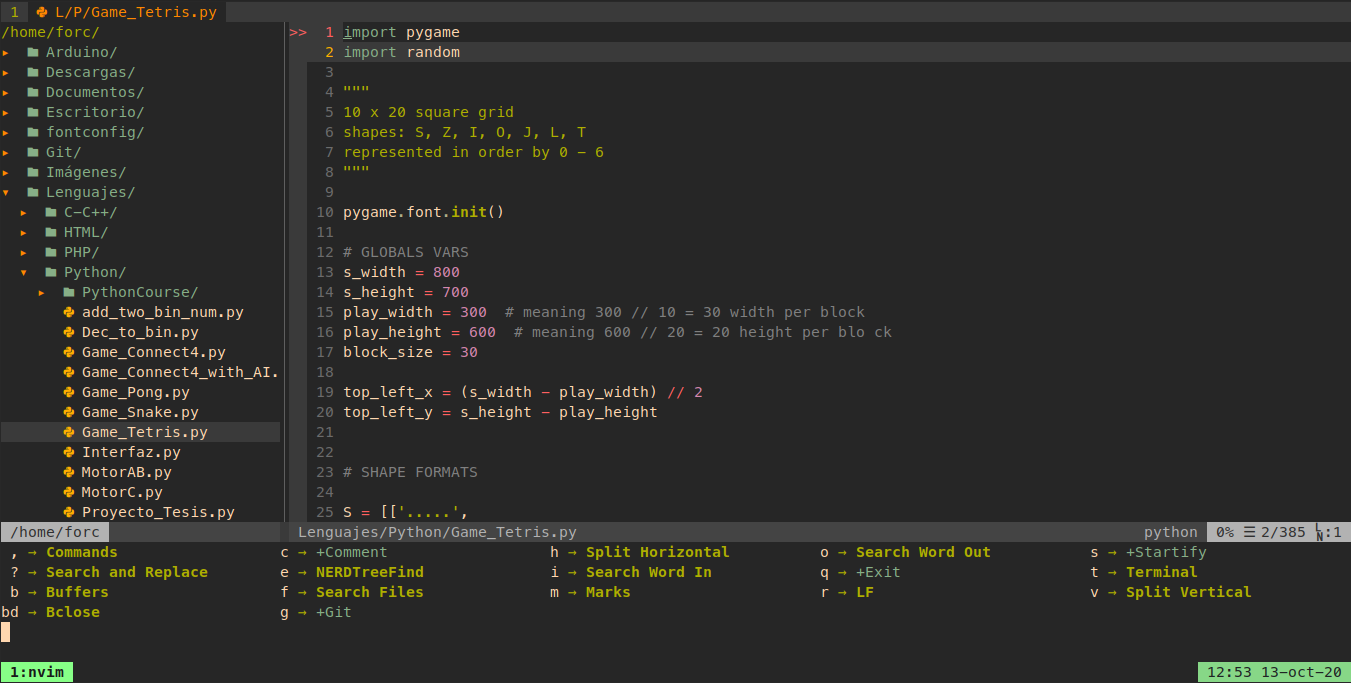 1 L/P/Game_Tetris.py
/home/forc/
▸ Arduino/
▸ Descargas/
▸ Documentos/
▸ Escritorio/
▸ fontconfig/
▸ Git/
▸ Imágenes/
▾ Lenguajes/
▸ C-C++/
▸ HTML/
▸ PHP/
▾ Python/
▸ PythonCourse/
add_two_bin_num.py
Dec_to_bin.py
Game_Connect4.py
Game_Connect4_with_AI.
Game_Pong.py
Game_Snake.py
Game_Tetris.py
Interfaz.py
MotorAB.py
MotorC.py
Proyecto_Tesis.py
>> 1 import pygame
2 import random
3
4 """
5 10 x 20 square grid
6 shapes: S, Z, I, O, J, L, T
7 represented in order by 0 - 6
8 """
9
10 pygame.font.init()
11
12 # GLOBALS VARS
13 s_width = 800
14 s_height = 700
15 play_width = 300  # meaning 300 // 10 = 30 width per block
16 play_height = 600  # meaning 600 // 20 = 20 height per blo ck
17 block_size = 30
18
19 top_left_x = (s_width - play_width) // 2
20 top_left_y = s_height - play_height
21
22
23 # SHAPE FORMATS
24
25 S = [['.....',
/home/forc Lenguajes/Python/Game_Tetris.py python 0% ☰ 2/385 LN:1
, → Commands c → +Comment h → Split Horizontal o → Search Word Out s → +Startify
? → Search and Replace e → NERDTreeFind i → Search Word In q → +Exit t → Terminal
b → Buffers f → Search Files m → Marks r → LF v → Split Vertical
bd → Bclose g → +Git
1:nvim 12:53 13-oct-20